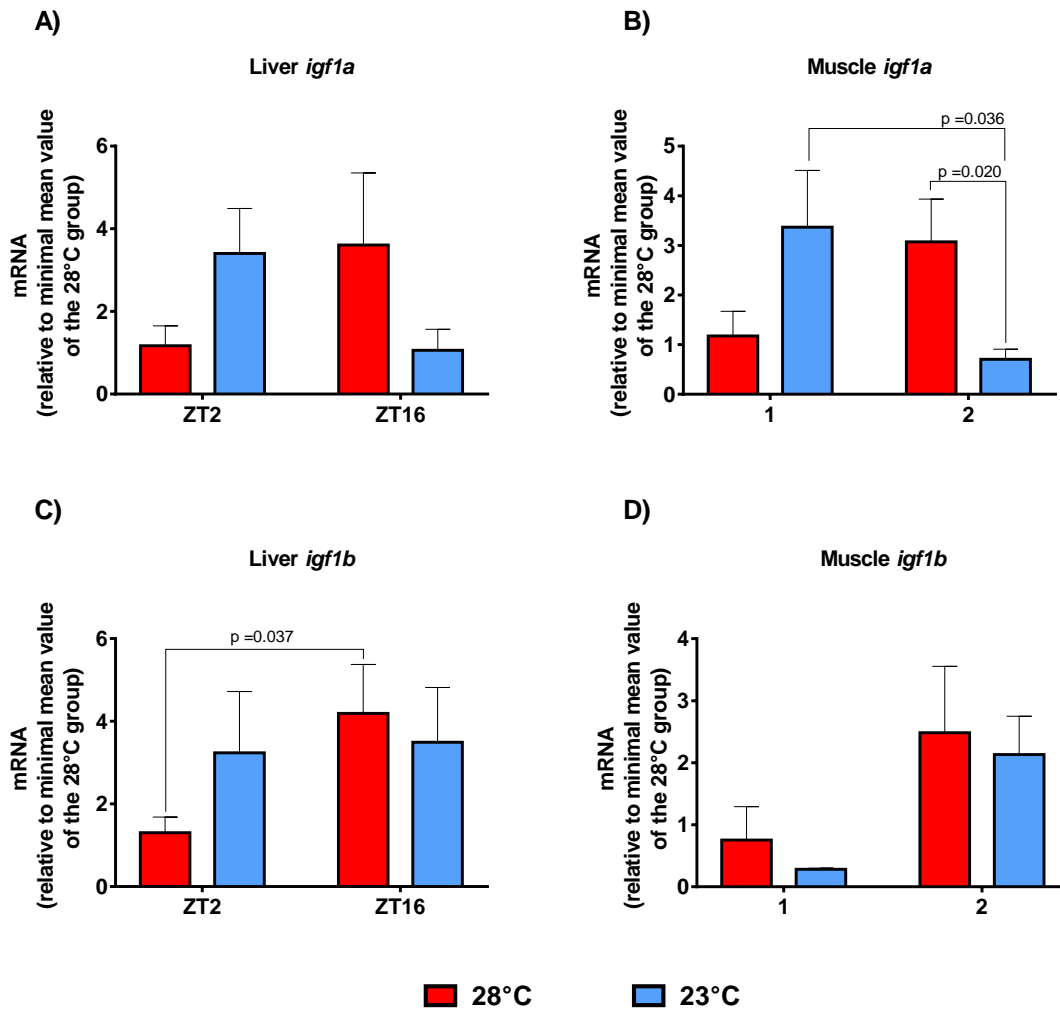 A)
Liver igf1a
mRNA
(relative to minimal mean value
of the 28°C group)
6
4
2
0
ZT2
ZT16
B)
Muscle igf1a
mRNA
(relative to minimal mean value
of the 28°C group)
5
4
3
2
1
0
p =0.036
p =0.020
1
2
C)
Liver igf1b
mRNA
(relative to minimal mean value
of the 28°C group)
6
4
2
0
p =0.037
ZT2
ZT16
D)
Muscle igf1b
mRNA
(relative to minimal mean value
of the 28°C group)
4
3
2
1
0
1
2
28°C
23°C